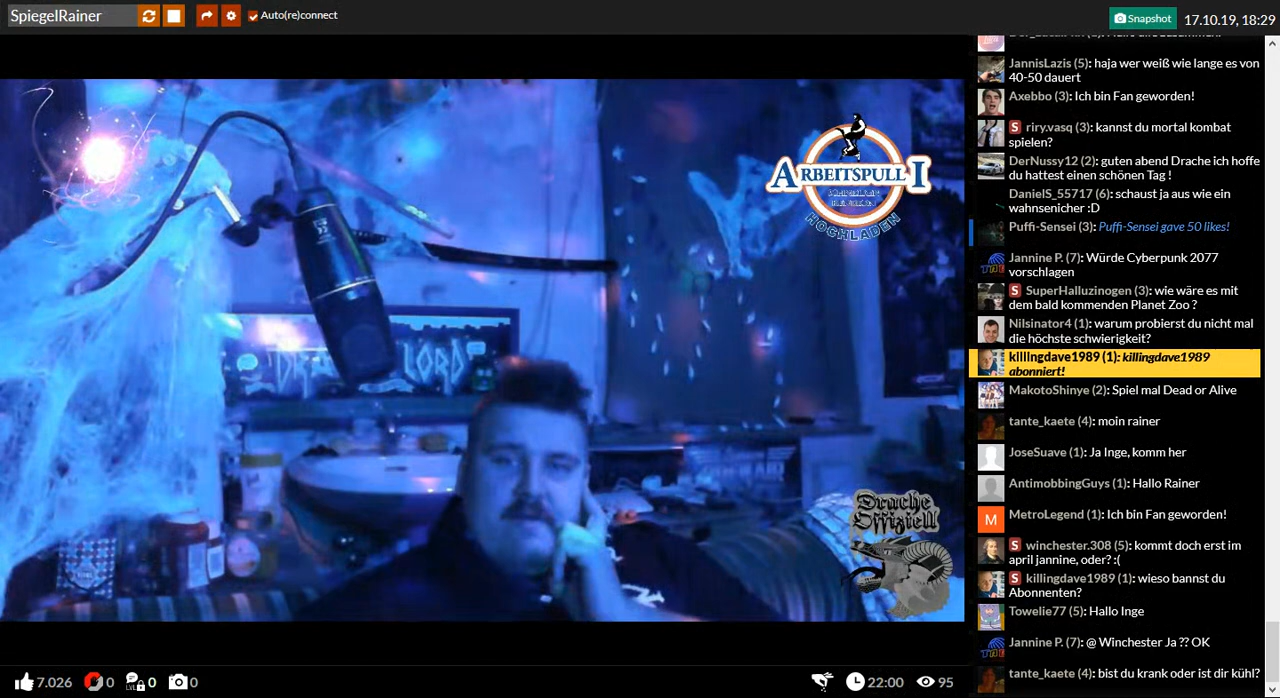 SpiegelRainer
Auto(re)connect
Snapshot
17.10.19, 18:29
JannisLazis (5): haja wer weiß wie lange es von
40-50 dauert
Axebbo (3): Ich bin Fan geworden!
S riry.vasq (3): kannst du mortal kombat
spielen?
DerNussy12 (2): guten abend Drache ich hoffe
du hattest einen schönen Tag !
DanielS_55717 (6): schaust ja aus wie ein
wahnsenicher :D
Puffi-Sensei (3): Puffi-Sensei gave 50 likes!
Jannine P. (7): Würde Cyberpunk 2077
vorschlagen
S SuperHalluzinogen (3): wie wäre es mit
dem bald kommenden Planet Zoo ?
Nilsinator4 (1): warum probierst du nicht mal
die höchste schwierigkeit?
killingdave1989 (1): killingdave1989
abonniert!
MakotoShinye (2): Spiel mal Dead or Alive
tante_kaete (4): moin rainer
JoseSuave (1): Ja Inge, komm her
AntimobbingGuys (1): Hallo Rainer
M
MetroLegend (1): Ich bin Fan geworden!
S winchester.308 (5): kommt doch erst im
april jannine, oder? :(
S killingdave1989 (1): wieso bannst du
Abonnenten?
Towelie77 (5): Hallo Inge
Jannine P. (7): @ Winchester Ja ?? OK
tante_kaete (4): bist du krank oder ist dir kühl?
ARBEITSPULLI
HOCHLADEN
LORD
Drache
Offiziell
7.026
0
0
0
22:00
95